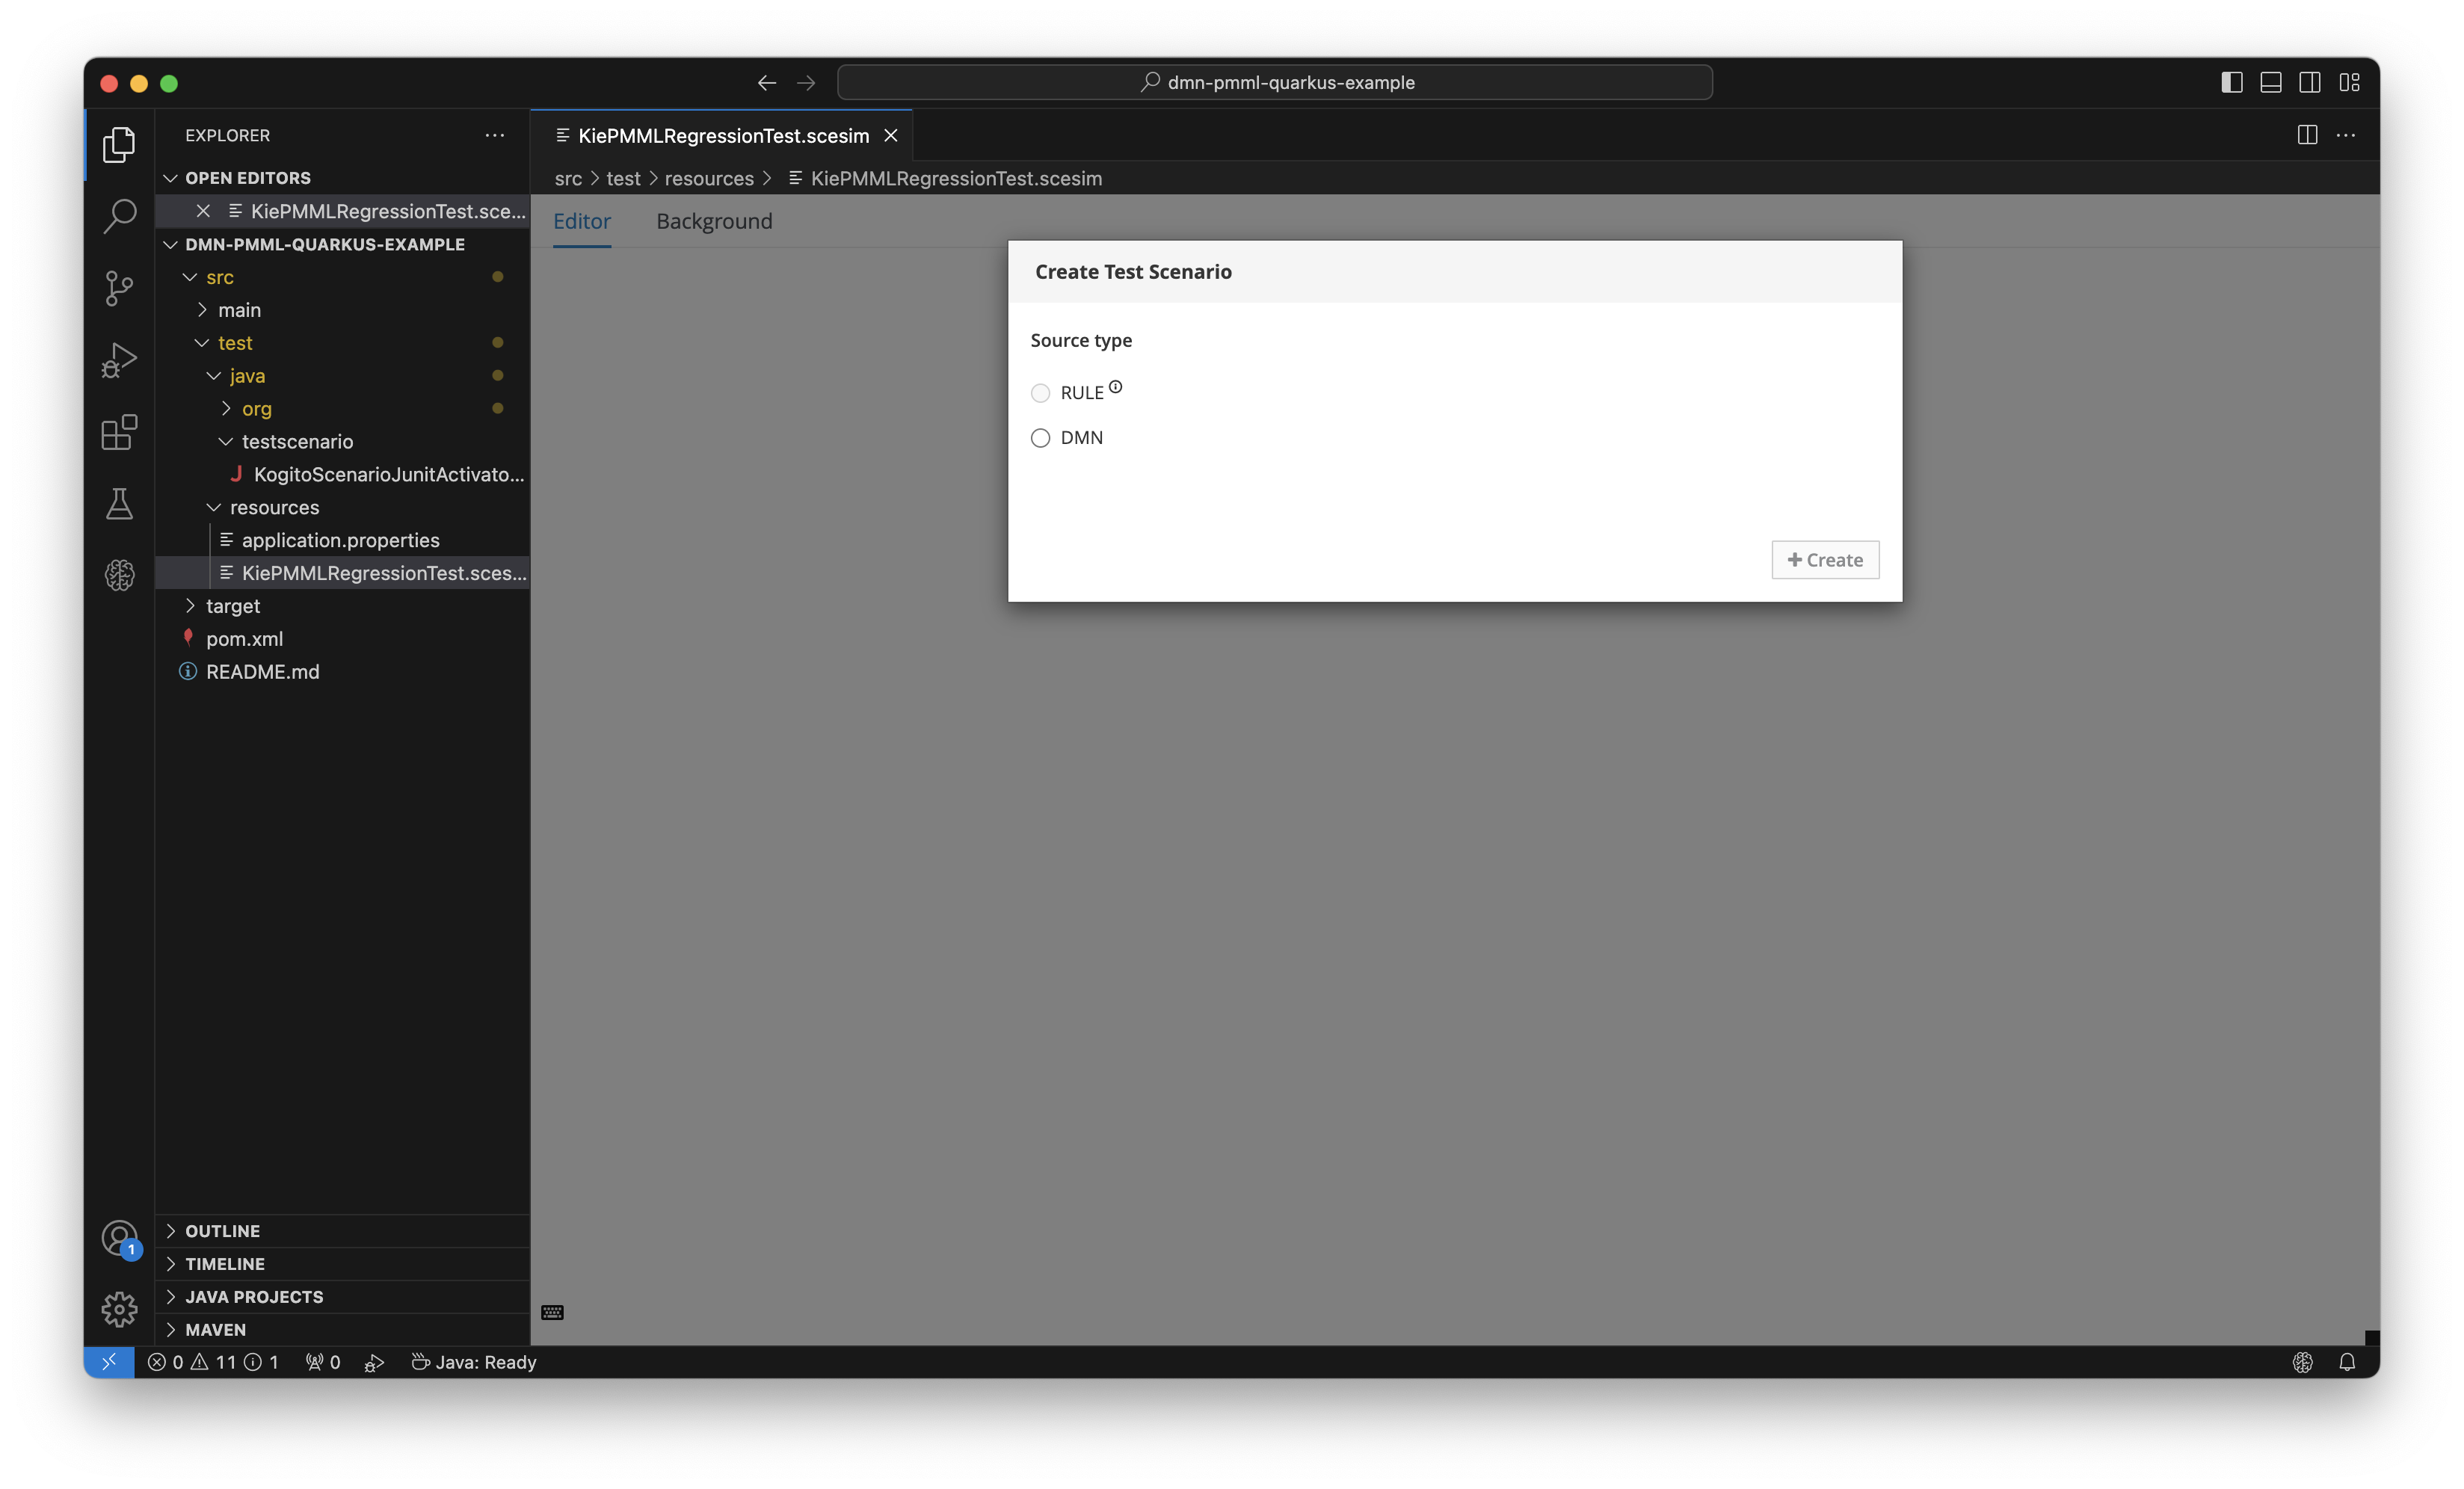 dmn-pmml-quarkus-example
EXPLORER
OPEN EDITORS
KiePMMLRegressionTest.sce...
DMN-PMML-QUARKUS-EXAMPLE
src
main
test
java
org
testscenario
KogitoScenarioJunitActivato...
resources
application.properties
KiePMMLRegressionTest.sces...
target
pom.xml
README.md
OUTLINE
TIMELINE
JAVA PROJECTS
MAVEN
1
KiePMMLRegressionTest.scesim
src > test > resources > KiePMMLRegressionTest.scesim
Editor Background
Create Test Scenario
Source type
RULE
DMN
Create
0 11 1 0 Java: Ready